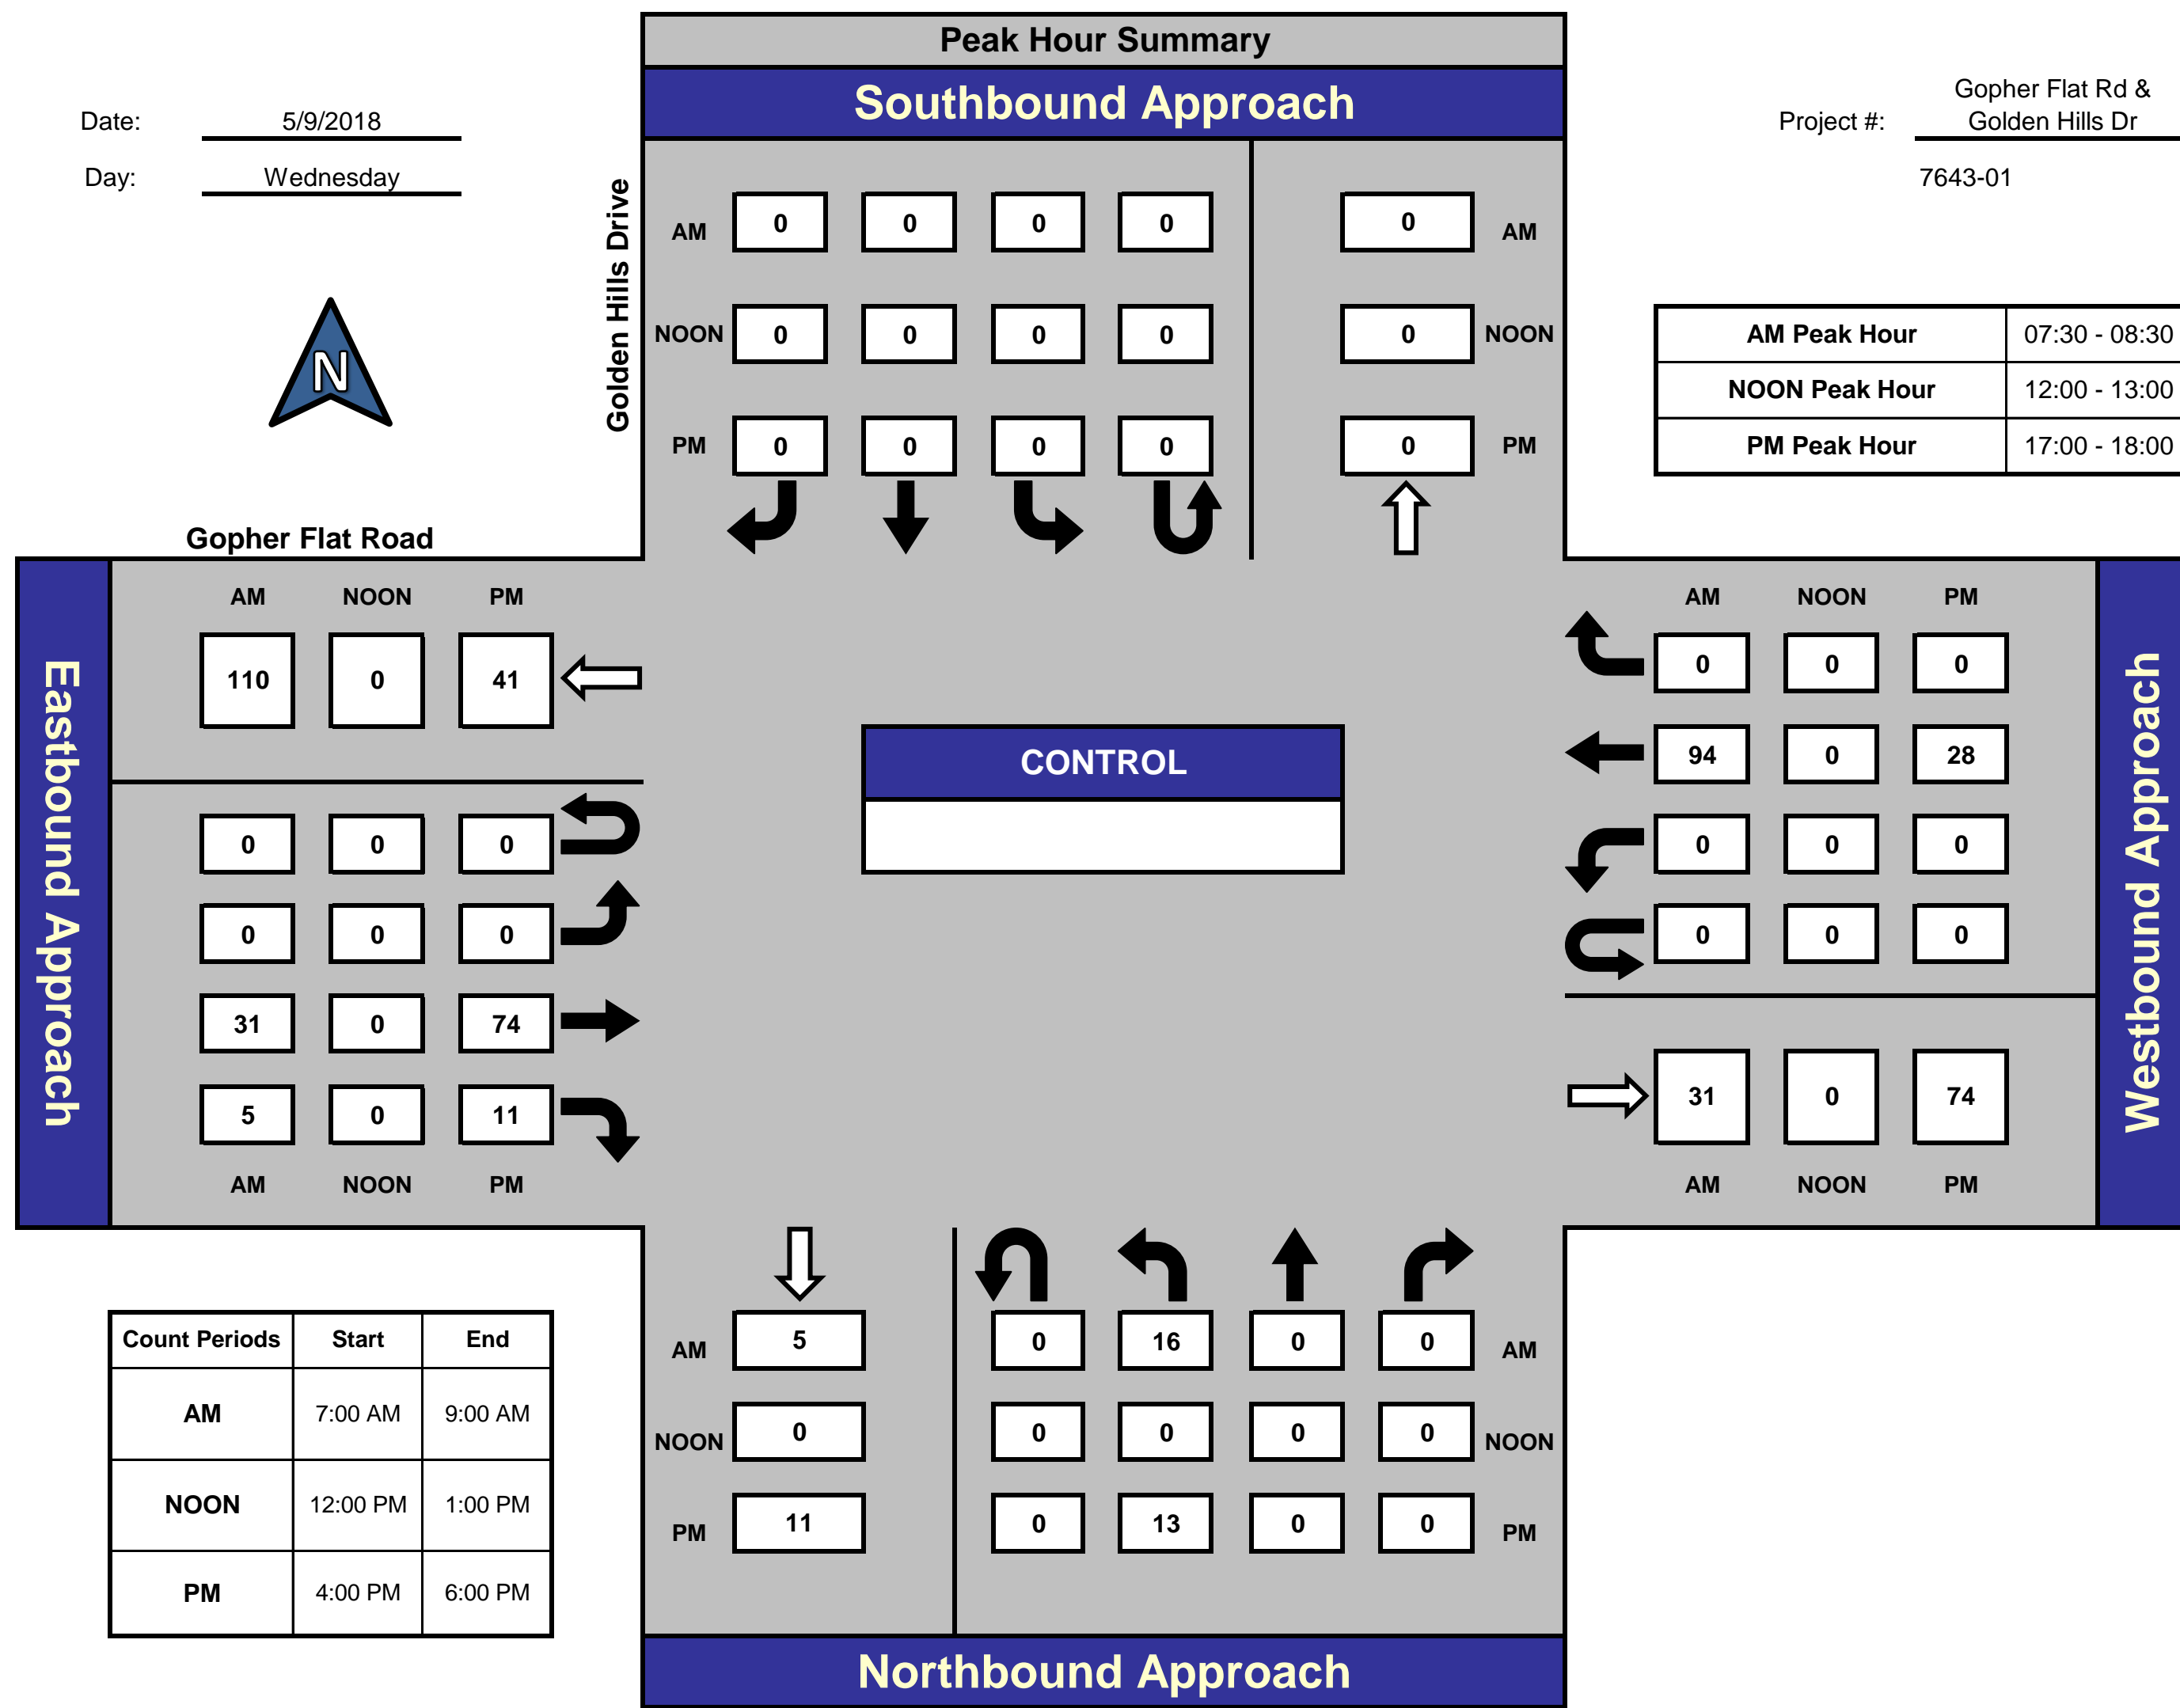 Peak Hour Summary
Southbound Approach
Date: 5/9/2018
Day: Wednesday
Gopher Flat Rd &
Project #: Golden Hills Dr
7643-01
Golden Hills Drive
AM 0 0 0 0 0 AM
NOON 0 0 0 0 0 NOON
PM 0 0 0 0 0 PM
N
AM Peak Hour 07:30 - 08:30
NOON Peak Hour 12:00 - 13:00
PM Peak Hour 17:00 - 18:00
Gopher Flat Road
Eastbound Approach
AM NOON PM
110 0 41
0 0 0
0 0 0
31 0 74
5 0 11
AM NOON PM
CONTROL
AM NOON PM
0 0 0
94 0 28
0 0 0
0 0 0
31 0 74
AM NOON PM
Westbound Approach
Count Periods Start End
AM 7:00 AM 9:00 AM
NOON 12:00 PM 1:00 PM
PM 4:00 PM 6:00 PM
AM 5 0 16 0 0 AM
NOON 0 0 0 0 0 NOON
PM 11 0 13 0 0 PM
Northbound Approach